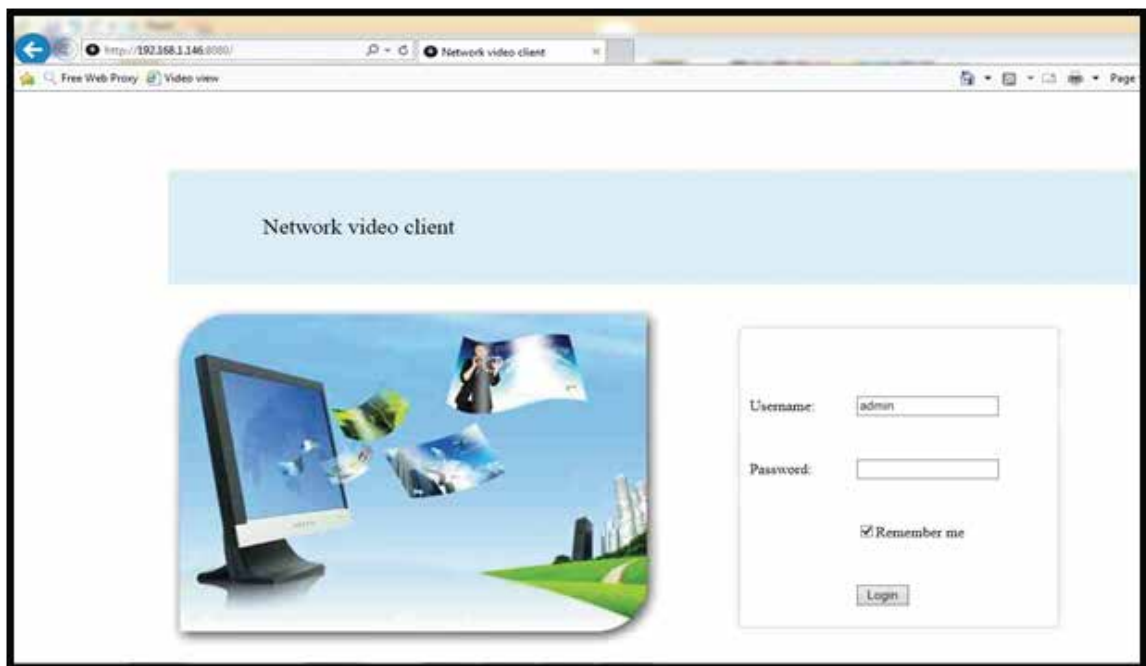 http://192.168.1.146:8080/
Network video client
Free Web Proxy
Video view
Page
Network video client
Username:
admin
Password:
Remember me
Login